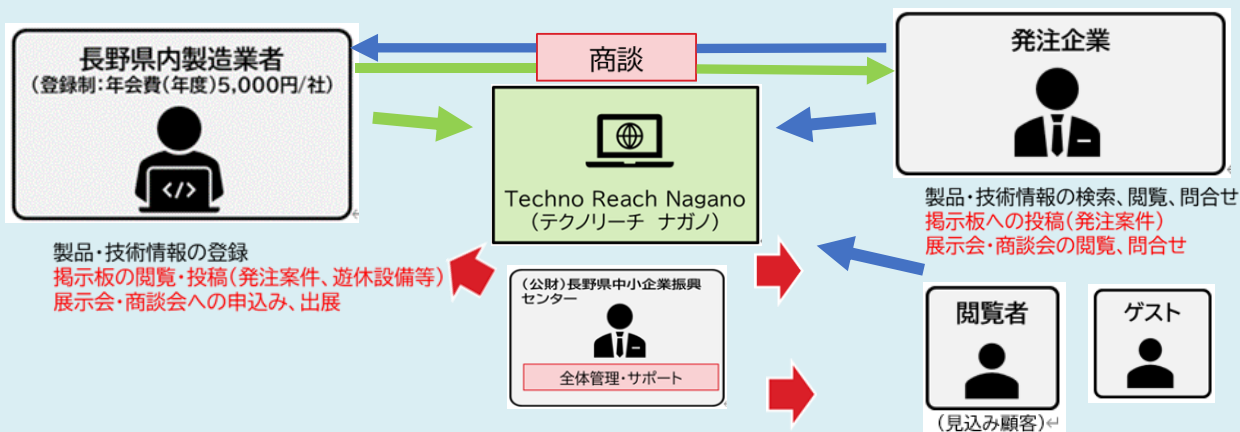 長野県内製造業者
(登録制：年会費(年度)5,000円/社)
商談
発注企業
Techno Reach Nagano
(テクノリーチ ナガノ)
製品・技術情報の登録
掲示板の閲覧・投稿(発注案件、遊休設備等)
展示会・商談会への申込み、出展
製品・技術情報の検索、閲覧、問合せ
掲示板への投稿(発注案件)
展示会・商談会の閲覧、問合せ
(公財)長野県中小企業振興
センター
全体管理・サポート
閲覧者
(見込み顧客)
ゲスト